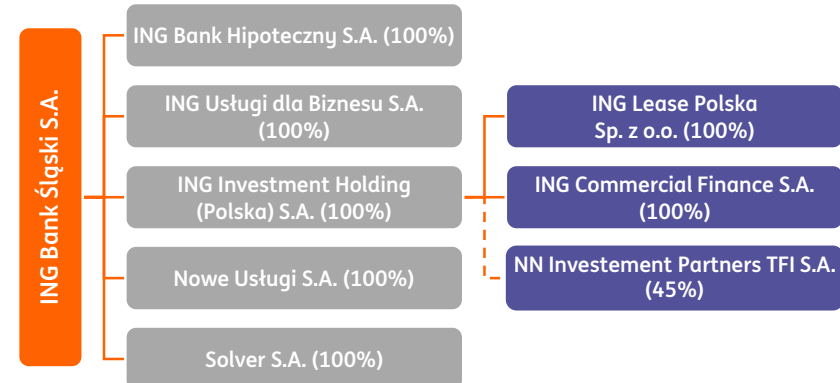 ING Bank Śląski S.A.
ING Bank Hipoteczny S.A. (100%)
ING Usługi dla Biznesu S.A.
(100%)
ING Investment Holding
(Polska) S.A. (100%)
Nowe Usługi S.A. (100%)
Solver S.A. (100%)
ING Lease Polska
Sp. z o.o. (100%)
ING Commercial Finance S.A.
(100%)
NN Investement Partners TFI S.A.
(45%)